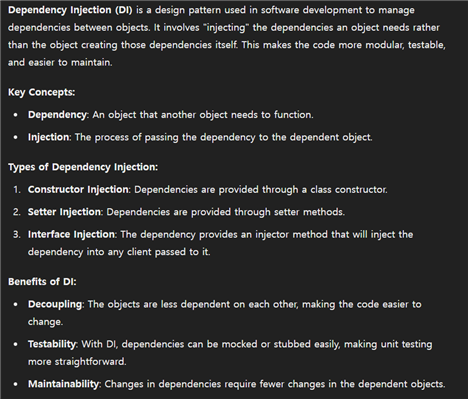 Dependency Injection (DI) is a design pattern used in software development to manage
dependencies between objects. It involves "injecting" the dependencies an object needs rather
than the object creating those dependencies itself. This makes the code more modular, testable,
and easier to maintain.
Key Concepts:
• Dependency: An object that another object needs to function.
• Injection: The process of passing the dependency to the dependent object.
Types of Dependency Injection:
1. Constructor Injection: Dependencies are provided through a class constructor.
2. Setter Injection: Dependencies are provided through setter methods.
3. Interface Injection: The dependency provides an injector method that will inject the
dependency into any client passed to it.
Benefits of DI:
• Decoupling: The objects are less dependent on each other, making the code easier to
change.
• Testability: With DI, dependencies can be mocked or stubbed easily, making unit testing
more straightforward.
• Maintainability: Changes in dependencies require fewer changes in the dependent objects.